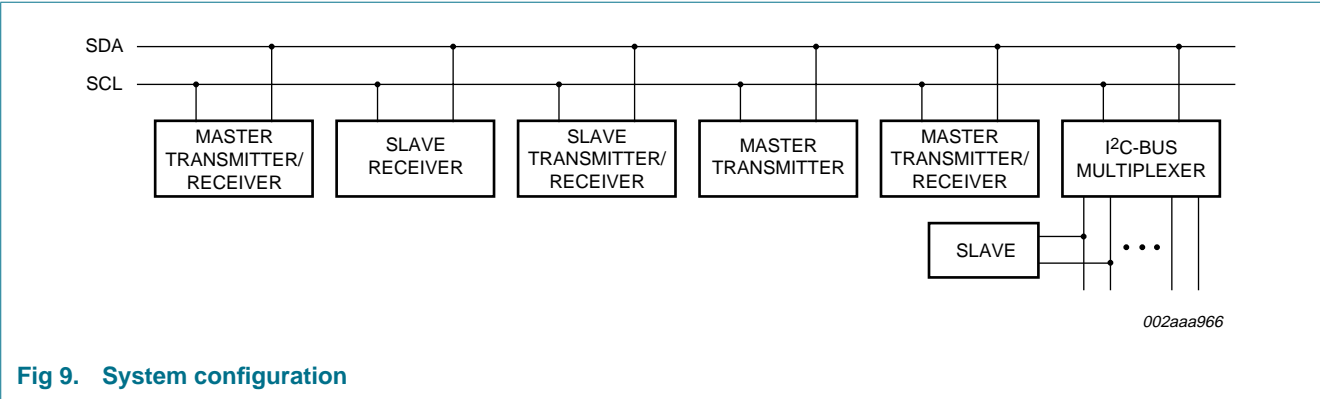 SDA
SCL
MASTER
TRANSMITTER/
RECEIVER
SLAVE
RECEIVER
SLAVE
TRANSMITTER/
RECEIVER
MASTER
TRANSMITTER
MASTER
TRANSMITTER/
RECEIVER
I²C-BUS
MULTIPLEXER
SLAVE
002aaa966
Fig 9. System configuration